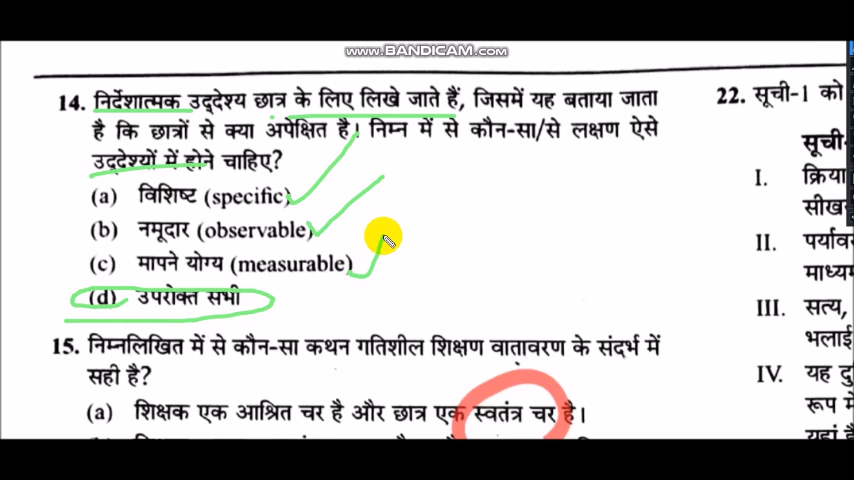 WWW.BANDICAM.COM
14. निर्देशात्मक उद्देश्य छात्र के लिए लिखे जाते हैं, जिसमें यह बताया जाता
है कि छात्रों से क्या अपेक्षित है। निम्न में से कौन-सा/से लक्षण ऐसे
उद्देश्यों में होने चाहिए?
(a) विशिष्ट (specific)
(b) नमूदार (observable)
(c) मापने योग्य (measurable)
(d) उपरोक्त सभी
15. निम्नलिखित में से कौन-सा कथन गतिशील शिक्षण वातावरण के संदर्भ में
सही है?
(a) शिक्षक एक आश्रित चर है और छात्र एक स्वतंत्र चर है।
22. सूची-I को
सूची-
I. क्रिया
सीख
II. पर्याव
माध्यम
III. सत्य,
भलाई
IV. यह दु
रूप में